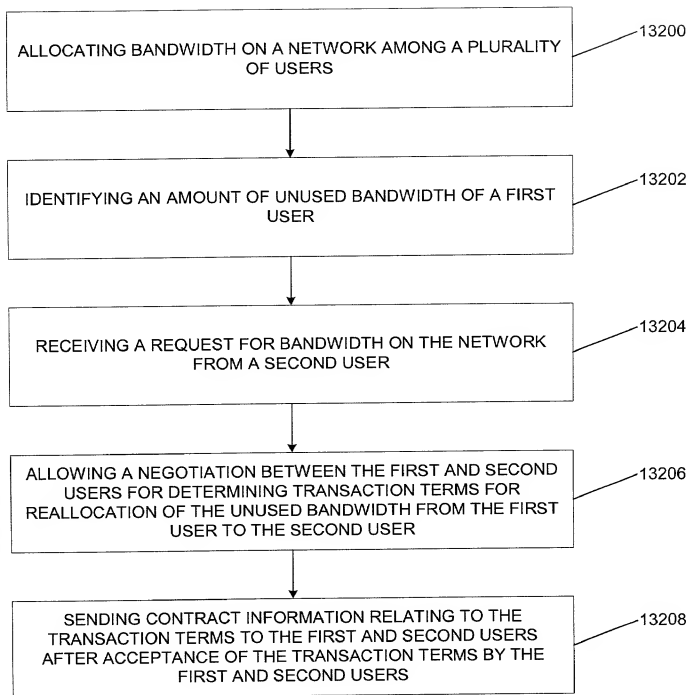 ALLOCATING BANDWIDTH ON A NETWORK AMONG A PLURALITY
OF USERS
13200
IDENTIFYING AN AMOUNT OF UNUSED BANDWIDTH OF A FIRST
USER
13202
RECEIVING A REQUEST FOR BANDWIDTH ON THE NETWORK
FROM A SECOND USER
13204
ALLOWING A NEGOTIATION BETWEEN THE FIRST AND SECOND
USERS FOR DETERMINING TRANSACTION TERMS FOR
REALLOCATION OF THE UNUSED BANDWIDTH FROM THE FIRST
USER TO THE SECOND USER
13206
SENDING CONTRACT INFORMATION RELATING TO THE
TRANSACTION TERMS TO THE FIRST AND SECOND USERS
AFTER ACCEPTANCE OF THE TRANSACTION TERMS BY THE
FIRST AND SECOND USERS
13208